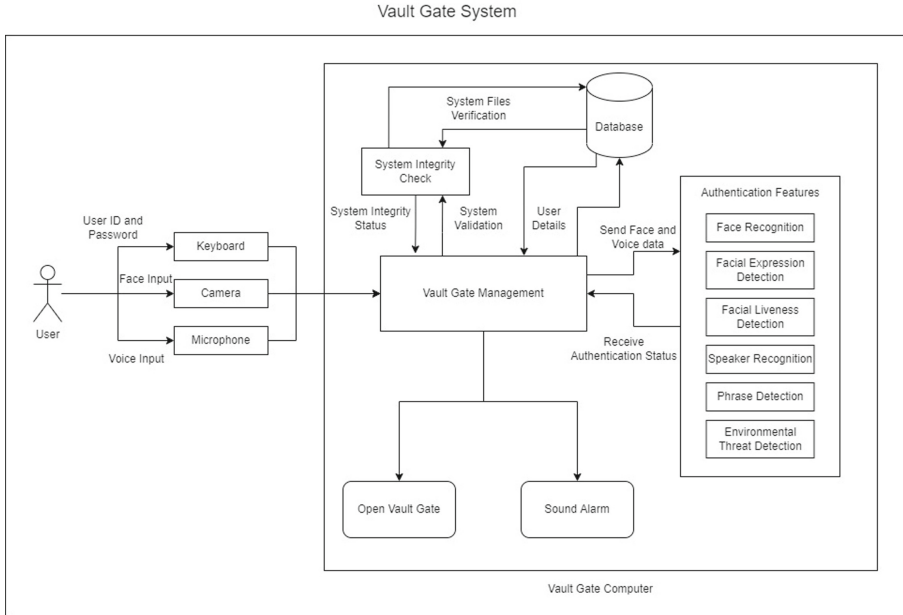 Vault Gate System
System Files
Verification
Database
System Integrity
Check
Authentication Features
System Integrity
Status
System
Validation
User
Details
Send Face and
Voice data
User ID and
Password
Keyboard
Face Input
Camera
User
Voice Input
Microphone
Vault Gate Management
Receive
Authentication Status
Face Recognition
Facial Expression
Detection
Facial Liveness
Detection
Speaker Recognition
Phrase Detection
Environmental
Threat Detection
Open Vault Gate
Sound Alarm
Vault Gate Computer